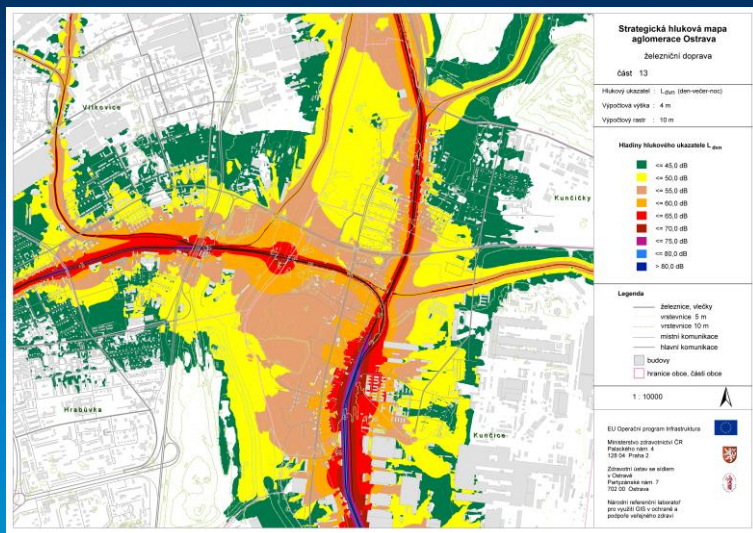 Strategická hluková mapa
aglomerace Ostrava
železniční doprava
část 13
Hlukový ukazatel : L dvn (den-večer-noc)
Výpočtová výška : 4 m
Výpočtový rastr : 10 m
Hladiny hlukového ukazatele L dvn
<= 45,0 dB
<= 50,0 dB
<= 55,0 dB
<= 60,0 dB
<= 65,0 dB
<= 70,0 dB
<= 75,0 dB
<= 80,0 dB
> 80,0 dB
Legenda
železnice, vlečky
vrstevnice 5 m
vrstevnice 10 m
místní komunikace
hlavní komunikace
budovy
hranice obce, části obce
1 : 10000
EU Operační program Infrastruktura
Ministerstvo zdravotnictví ČR
Palackého nám. 4
128 04 Praha 2
Zdravotní ústav se sídlem
v Ostravě
Partyzánské nám. 7
702 00 Ostrava
Národní referenční laboratoř
pro využití GIS v ochraně a
podpoře veřejného zdraví
Vítkovice
Kunčičky
Hrabůvka
Kunčice